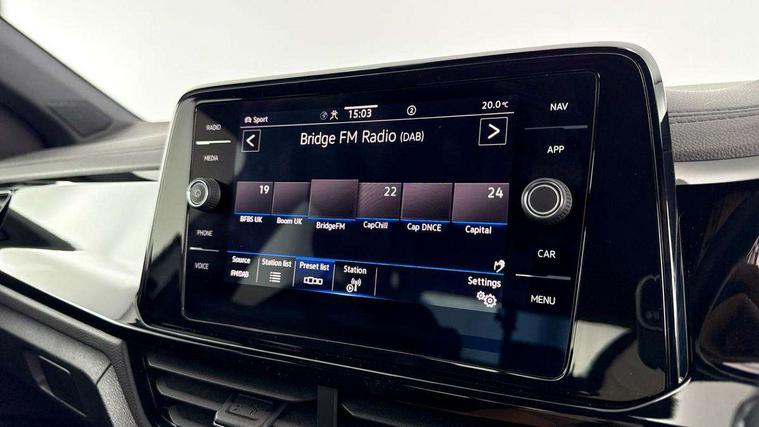 RADIO
MEDIA
PHONE
VOICE
Sport
2
15:03
20.0 °C
Bridge FM Radio (DAB)
19 22 24
BFBS UK Boom UK BridgeFM CapChill Cap DNCE Capital
Source Station list Preset list Station Settings
FM/DAB
NAV
APP
CAR
MENU